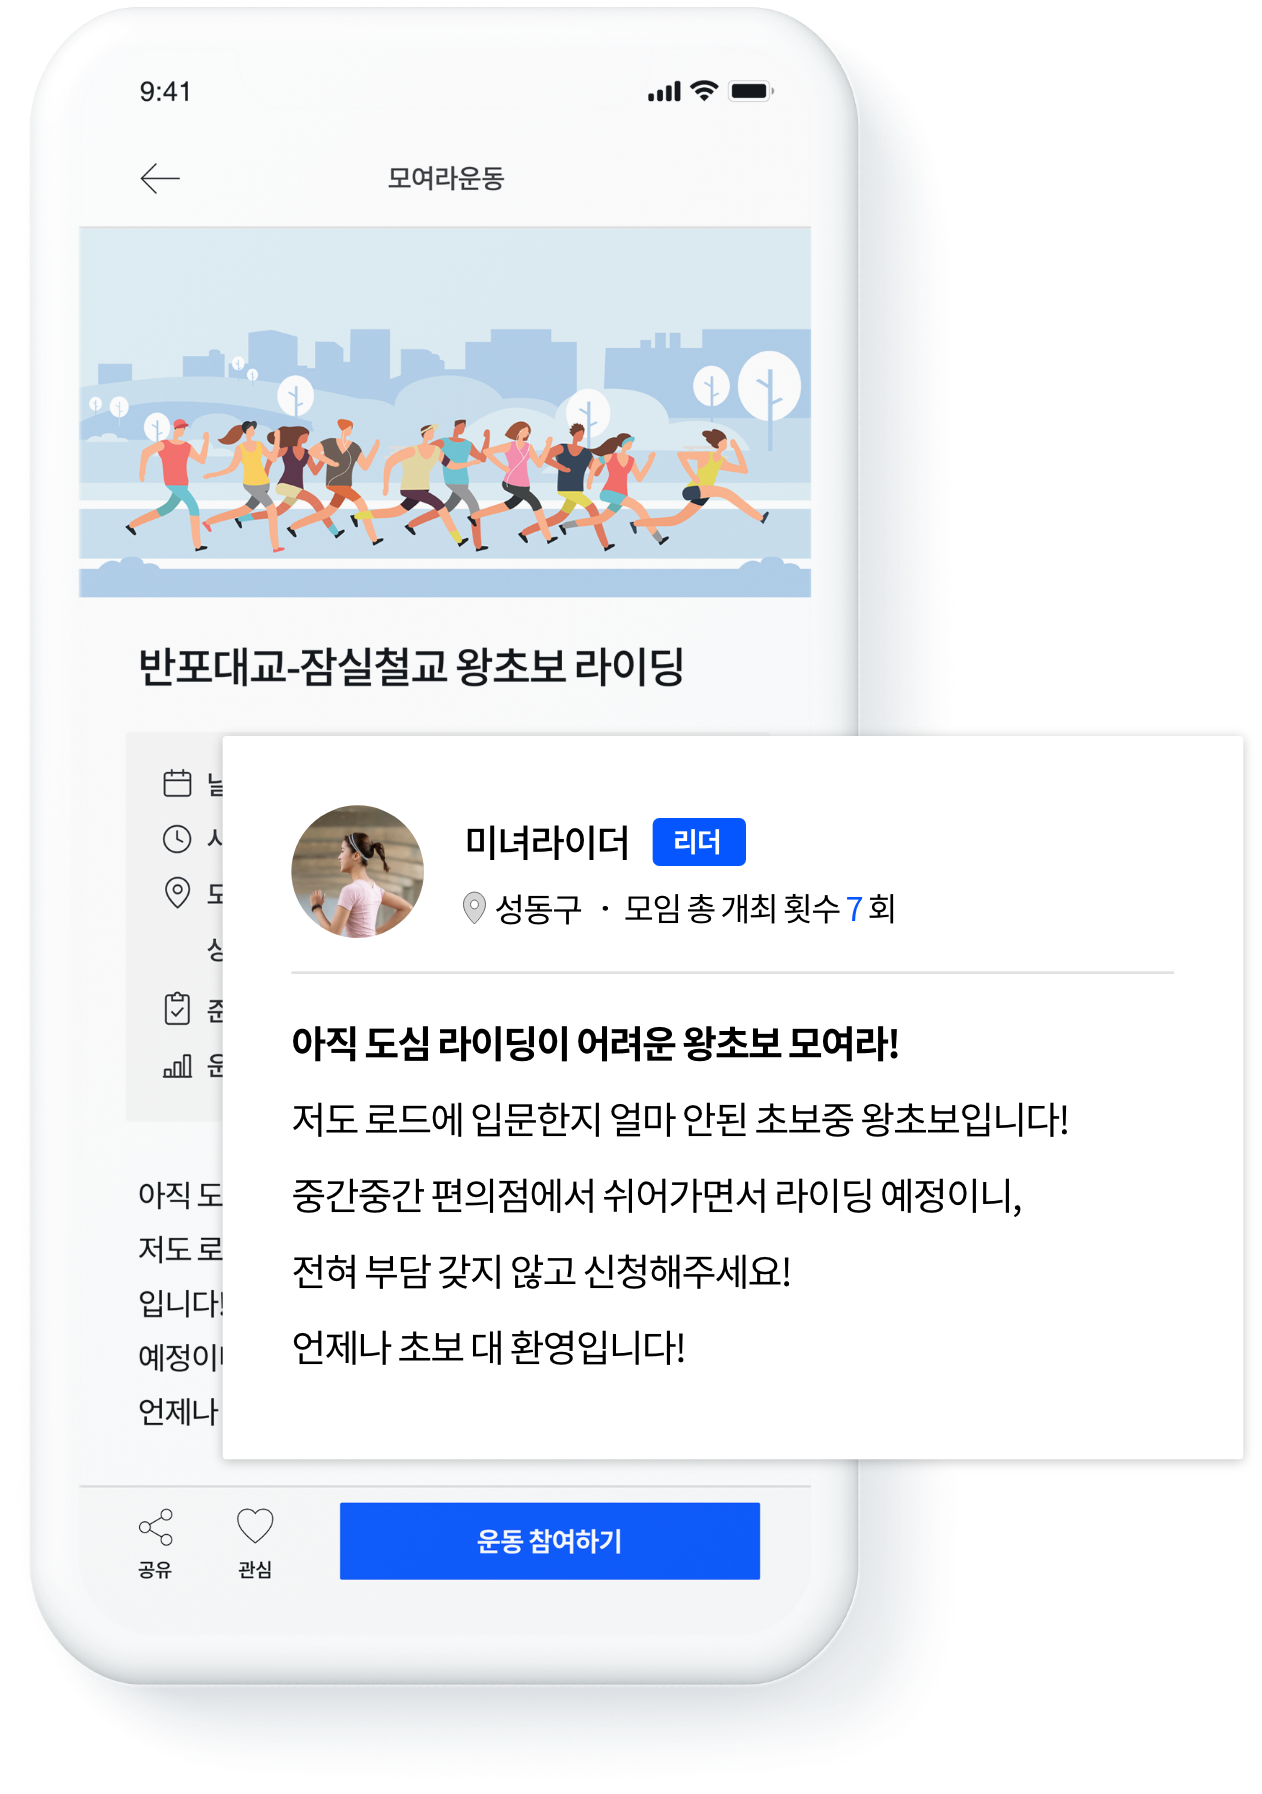 9:41
모여라운동
반포대교-잠실철교 왕초보 라이딩
미녀라이더 리더
성동구 · 모임 총 개최 횟수 7 회
아직 도심 라이딩이 어려운 왕초보 모여라!
저도 로드에 입문한지 얼마 안된 초보중 왕초보입니다!
중간중간 편의점에서 쉬어가면서 라이딩 예정이니,
전혀 부담 갖지 않고 신청해주세요!
언제나 초보 대 환영입니다!
아직 도
저도 로
입니다!
예정이
언제나
공유 관심 운동 참여하기